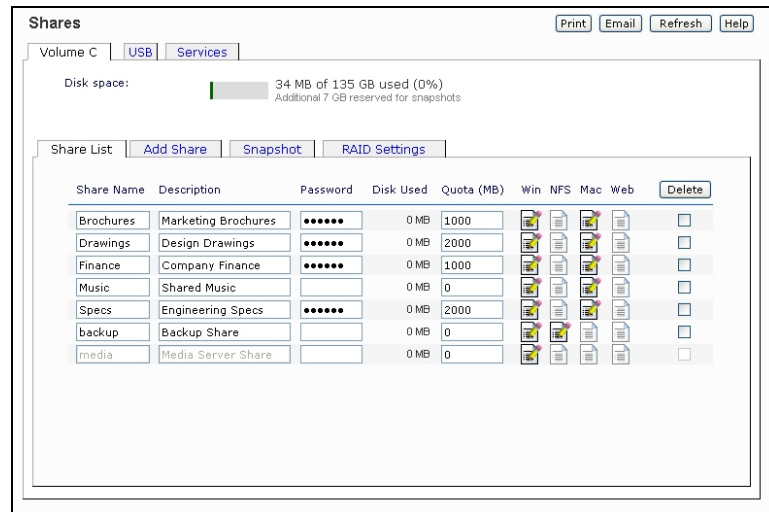 Shares Print Email Refresh Help
Volume C USB Services
Disk space: 34 MB of 135 GB used (0%)
Additional 7 GB reserved for snapshots
Share List Add Share Snapshot RAID Settings
Share Name Description Password Disk Used Quota (MB) Win NFS Mac Web Delete
Brochures Marketing Brochures •••••• 0 MB 1000
Drawings Design Drawings •••••• 0 MB 2000
Finance Company Finance •••••• 0 MB 1000
Music Shared Music 0 MB 0
Specs Engineering Specs •••••• 0 MB 2000
backup Backup Share 0 MB 0
media Media Server Share 0 MB 0